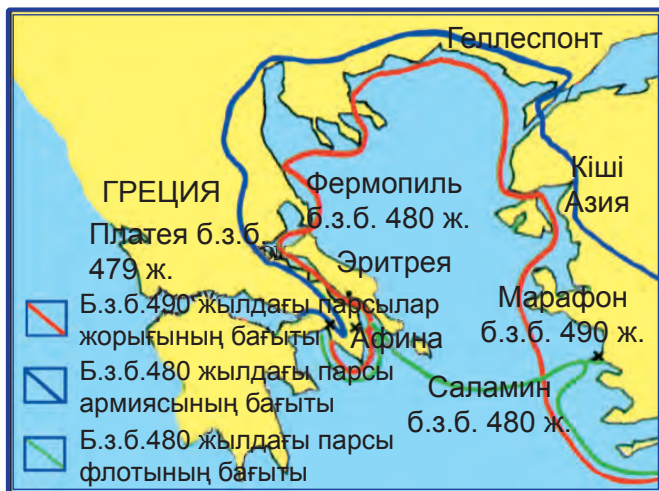 Геллеспонт
Кіші
Азия
ГРЕЦИЯ
Фермопиль
б.з.б. 480 ж.
Платея б.з.б.
479 ж.
Эритрея
Марафон
б.з.б. 490 ж.
Афина
Саламин
б.з.б. 480 ж.
Б.з.б.490 жылдағы парсылар
жорығының бағыты
Б.з.б.480 жылдағы парсы
армиясының бағыты
Б.з.б.480 жылдағы парсы
флотының бағыты